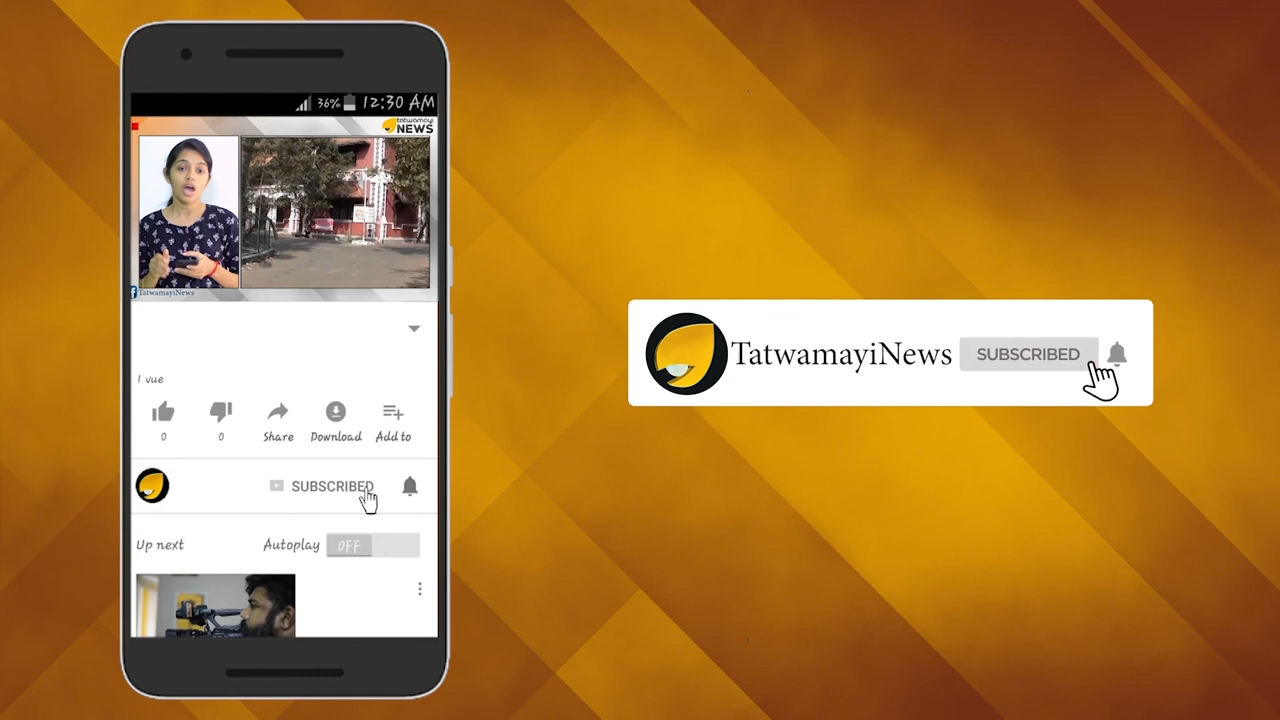 36% 12:30 AM
tatwamayi
NEWS
TatwamayiNews
1 vue
0 0 Share Download Add to
SUBSCRIBED
Up next Autoplay OFF
TatwamayiNews SUBSCRIBED